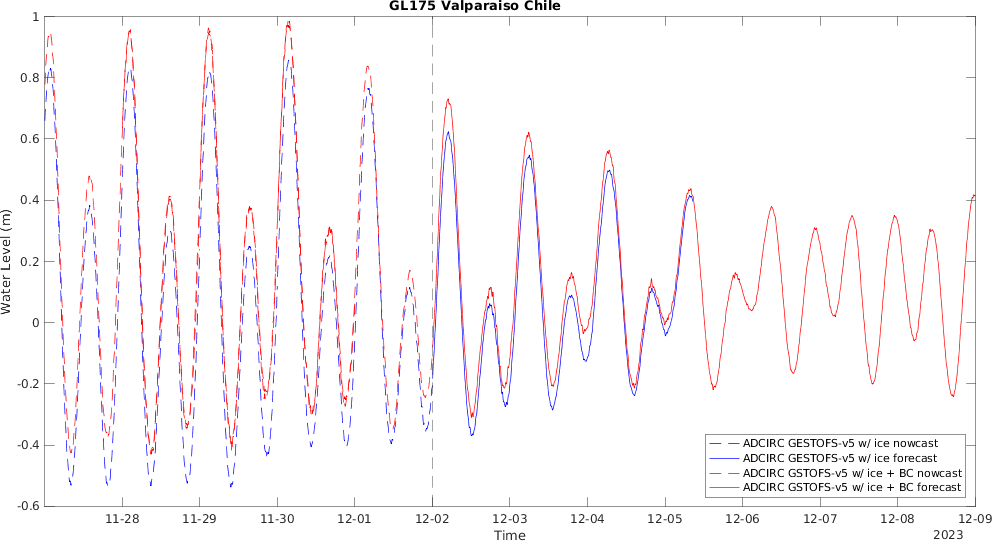 GL175 Valparaiso Chile
1
0.8
0.6
0.4
0.2
0
-0.2
-0.4
-0.6
Water Level (m)
11-28 11-29 11-30 12-01 12-02 12-03 12-04 12-05 12-06 12-07 12-08 12-09
Time
2023
ADCIRC GESTOFS-v5 w/ ice nowcast
ADCIRC GESTOFS-v5 w/ ice forecast
ADCIRC GSTOFS-v5 w/ ice + BC nowcast
ADCIRC GSTOFS-v5 w/ ice + BC forecast